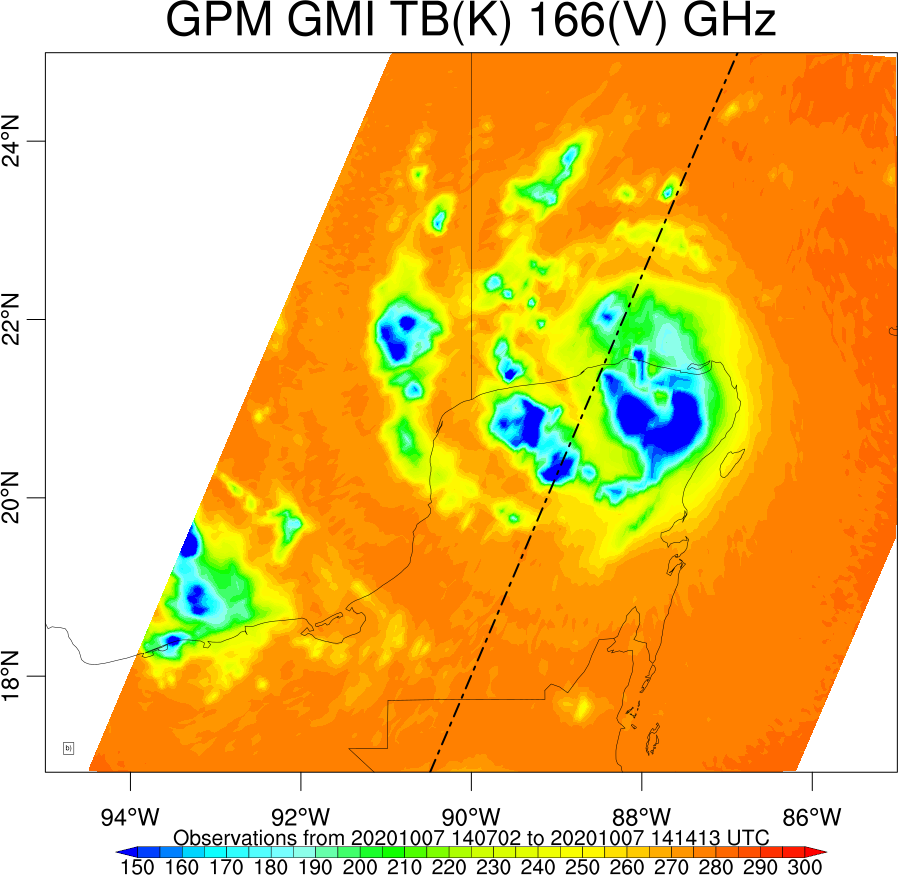 GPM GMI TB(K) 166(V) GHz
24°N
22°N
20°N
18°N
b)
94°W 92°W 90°W 88°W 86°W
Observations from 20201007 140702 to 20201007 141413 UTC
150 160 170 180 190 200 210 220 230 240 250 260 270 280 290 300